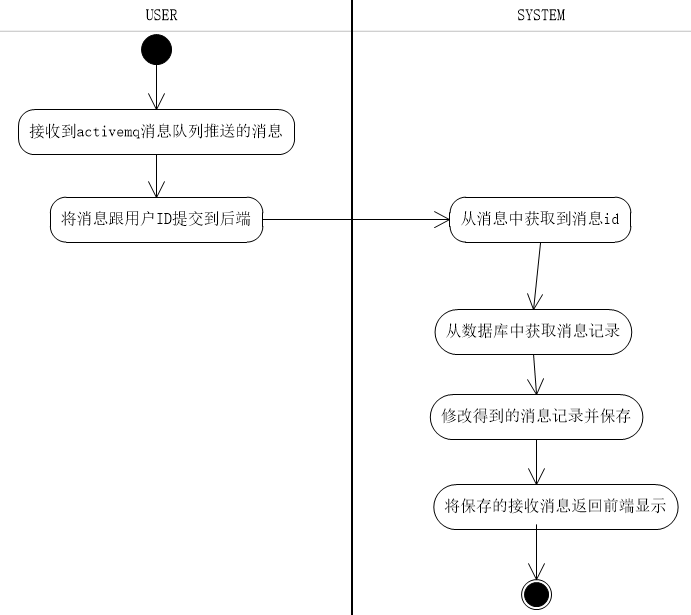 USER
SYSTEM
接收到activemq消息队列推送的消息
将消息跟用户ID提交到后端
从消息中获取到消息id
从数据库中获取消息记录
修改得到的消息记录并保存
将保存的接收消息返回前端显示